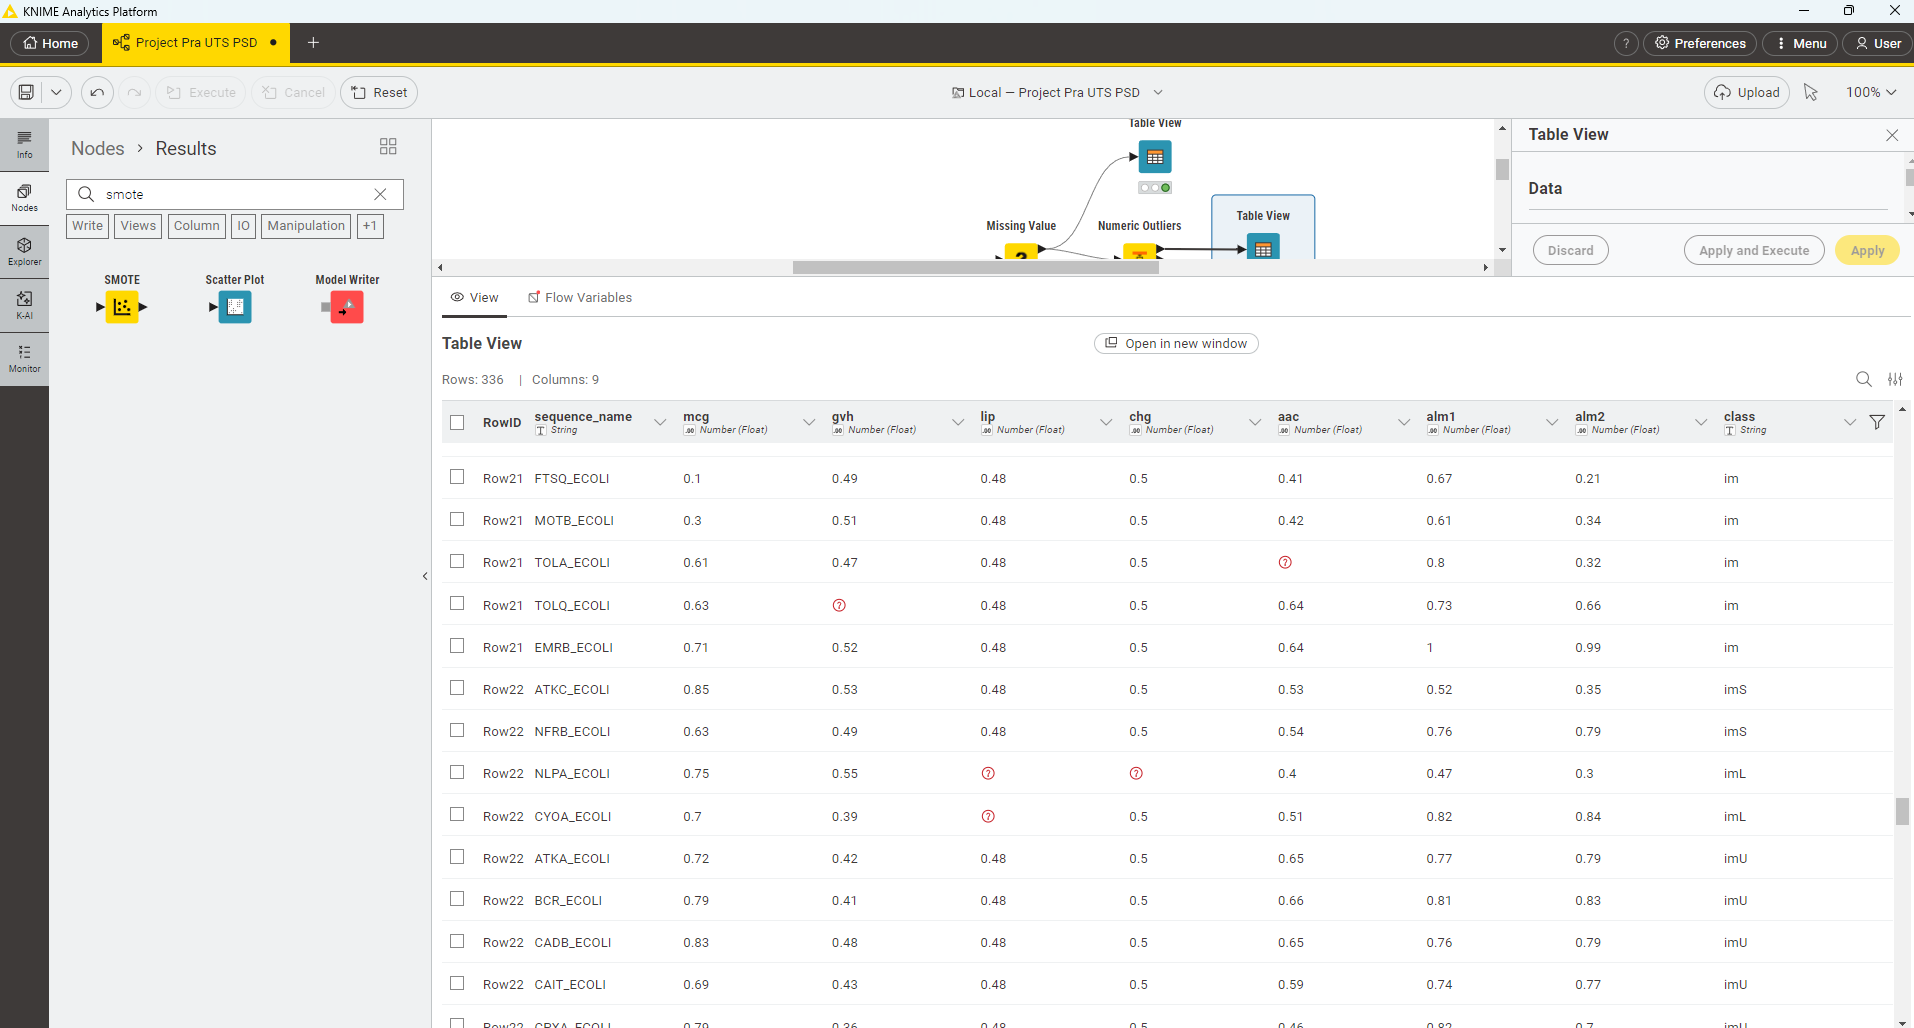 KNIME Analytics Platform
Home
Project Pra UTS PSD
Preferences
Menu
User
Execute
Cancel
Reset
Local — Project Pra UTS PSD
Upload
100%
Info
Nodes
Explorer
K-AI
Monitor
Nodes › Results
smote
Write Views Column IO Manipulation +1
SMOTE Scatter Plot Model Writer
Table View
Missing Value
Numeric Outliers
Table View
Table View
Data
Discard
Apply and Execute
Apply
View
Flow Variables
Table View
Open in new window
Rows: 336 | Columns: 9
RowID sequence_name mcg gvh lip chg aac alm1 alm2 class
String Number (Float) Number (Float) Number (Float) Number (Float) Number (Float) Number (Float) Number (Float) String
Row21 FTSQ_ECOLI 0.1 0.49 0.48 0.5 0.41 0.67 0.21 im
Row21 MOTB_ECOLI 0.3 0.51 0.48 0.5 0.42 0.61 0.34 im
Row21 TOLA_ECOLI 0.61 0.47 0.48 0.5 ? 0.8 0.32 im
Row21 TOLQ_ECOLI 0.63 ? 0.48 0.5 0.64 0.73 0.66 im
Row21 EMRB_ECOLI 0.71 0.52 0.48 0.5 0.64 1 0.99 im
Row22 ATKC_ECOLI 0.85 0.53 0.48 0.5 0.53 0.52 0.35 imS
Row22 NFRB_ECOLI 0.63 0.49 0.48 0.5 0.54 0.76 0.79 imS
Row22 NLPA_ECOLI 0.75 0.55 ? ? 0.4 0.47 0.3 imL
Row22 CYOA_ECOLI 0.7 0.39 ? 0.5 0.51 0.82 0.84 imL
Row22 ATKA_ECOLI 0.72 0.42 0.48 0.5 0.65 0.77 0.79 imU
Row22 BCR_ECOLI 0.79 0.41 0.48 0.5 0.66 0.81 0.83 imU
Row22 CADB_ECOLI 0.83 0.48 0.48 0.5 0.65 0.76 0.79 imU
Row22 CAIT_ECOLI 0.69 0.43 0.48 0.5 0.59 0.74 0.77 imU
Row22 0.79 0.36 0.48 0.5 0.46 0.82 0.7 imU